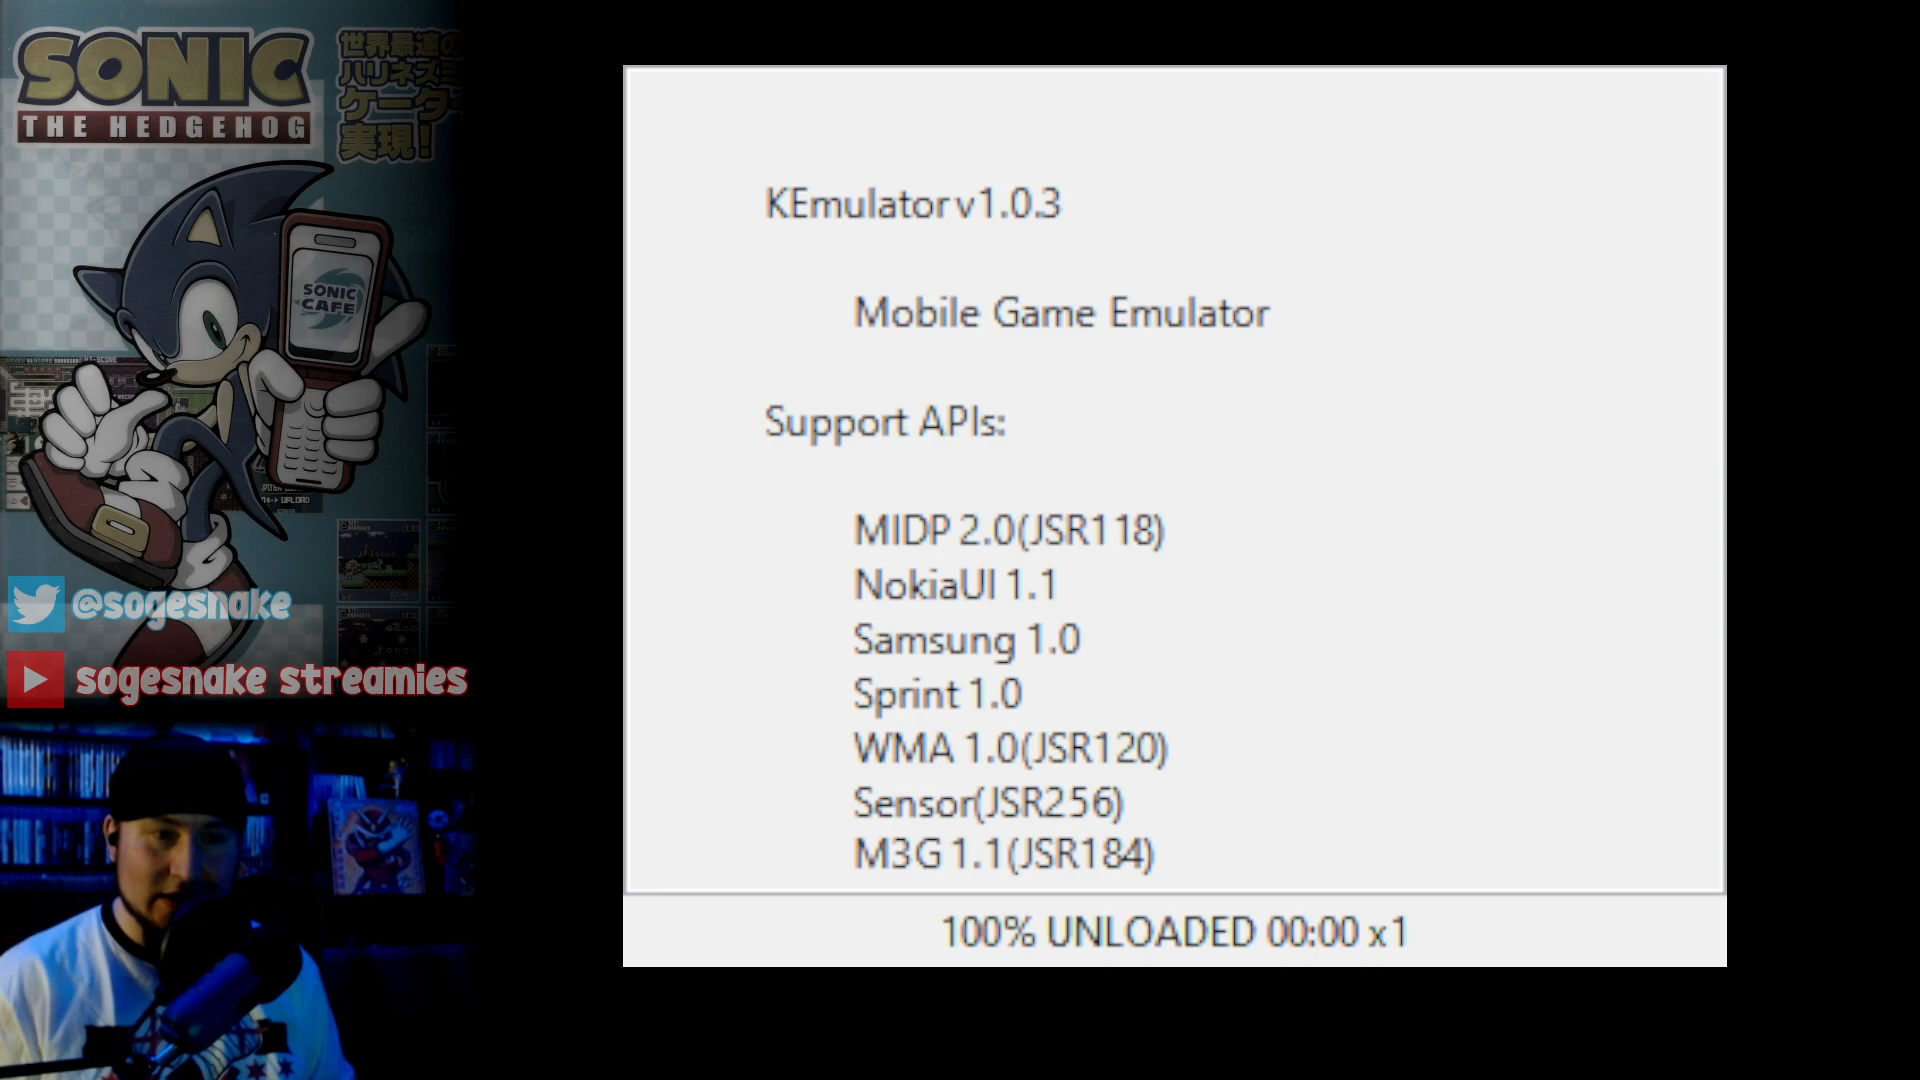 SONIC
THE HEDGEHOG
世界最速の
ハリネズミ
ケータ
実現!
SONIC
CAFE
UPLOAD
@sogesnake
sogesnake streamies
KEmulator v1.0.3
Mobile Game Emulator
Support APIs:
MIDP 2.0(JSR118)
NokiaUI 1.1
Samsung 1.0
Sprint 1.0
WMA 1.0(JSR120)
Sensor(JSR256)
M3G 1.1(JSR184)
100% UNLOADED 00:00 x1